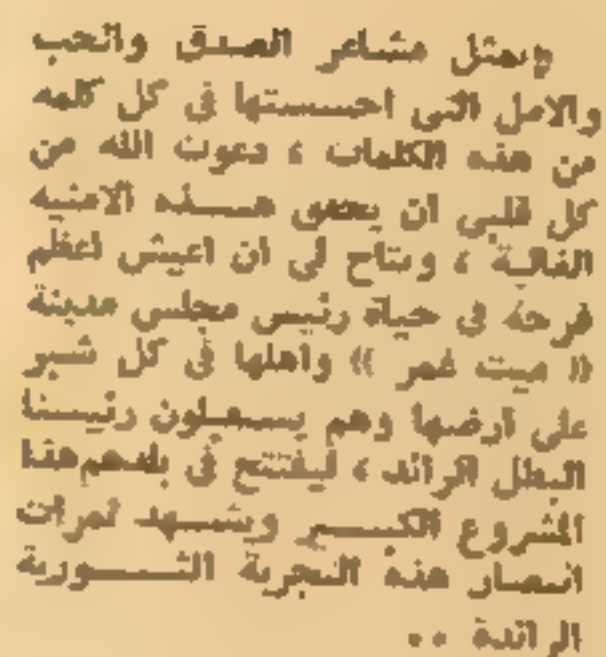 وبمثل مشاعر الصدق والحب
والامل التى احسستها فى كل كلمه
من هذه الكلمات ، دعوت الله من
كل قلبى ان يحقق هذه الامنيه
الغالية ، ويتاح لى ان اعيش اعظم
فرحة فى حياة رئيس مجلس مدينة
« ميت غمر » واهلها فى كل شبر
على ارضها وهم يستقبلون رئيسنا
البطل الرائد ، ليفتتح فى بلدهم هذا
المشروع الكبير ويشهد ثمرات
انتصار هذه التجربة الثورية
الرائدة ..